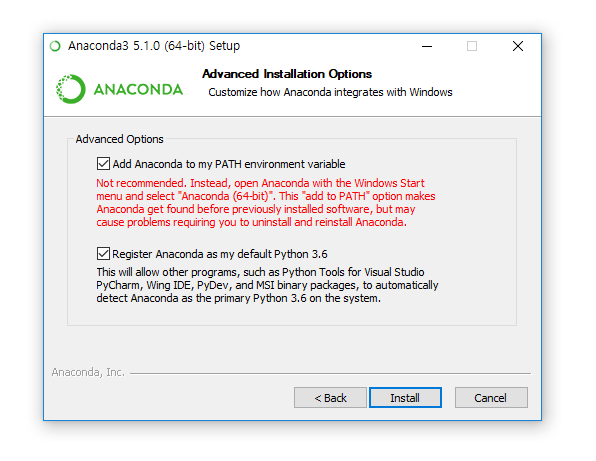 Anaconda3 5.1.0 (64-bit) Setup
ANACONDA
Advanced Installation Options
Customize how Anaconda integrates with Windows
Advanced Options
Add Anaconda to my PATH environment variable
Not recommended. Instead, open Anaconda with the Windows Start
menu and select "Anaconda (64-bit)". This "add to PATH" option makes
Anaconda get found before previously installed software, but may
cause problems requiring you to uninstall and reinstall Anaconda.
Register Anaconda as my default Python 3.6
This will allow other programs, such as Python Tools for Visual Studio
PyCharm, Wing IDE, PyDev, and MSI binary packages, to automatically
detect Anaconda as the primary Python 3.6 on the system.
Anaconda, Inc.
< Back
Install
Cancel